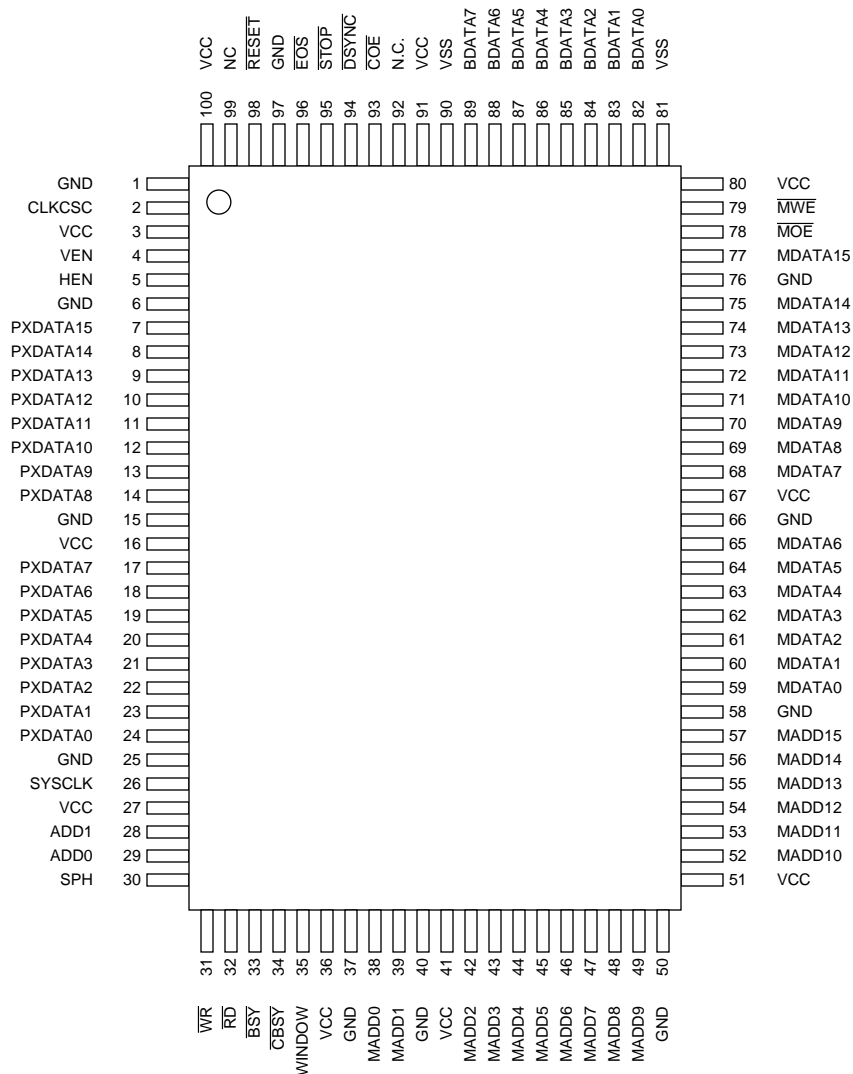 VCC NC RESET GND EOS STOP DSYNC COE N.C. VCC VSS BDATA7 BDATA6 BDATA5 BDATA4 BDATA3 BDATA2 BDATA1 BDATA0 VSS
100 99 98 97 96 95 94 93 92 91 90 89 88 87 86 85 84 83 82 81
GND 1 80 VCC
CLKCSC 2 79 MWE
VCC 3 78 MOE
VEN 4 77 MDATA15
HEN 5 76 GND
GND 6 75 MDATA14
PXDATA15 7 74 MDATA13
PXDATA14 8 73 MDATA12
PXDATA13 9 72 MDATA11
PXDATA12 10 71 MDATA10
PXDATA11 11 70 MDATA9
PXDATA10 12 69 MDATA8
PXDATA9 13 68 MDATA7
PXDATA8 14 67 VCC
GND 15 66 GND
VCC 16 65 MDATA6
PXDATA7 17 64 MDATA5
PXDATA6 18 63 MDATA4
PXDATA5 19 62 MDATA3
PXDATA4 20 61 MDATA2
PXDATA3 21 60 MDATA1
PXDATA2 22 59 MDATA0
PXDATA1 23 58 GND
PXDATA0 24 57 MADD15
GND 25 56 MADD14
SYSCLK 26 55 MADD13
VCC 27 54 MADD12
ADD1 28 53 MADD11
ADD0 29 52 MADD10
SPH 30 51 VCC
31 32 33 34 35 36 37 38 39 40 41 42 43 44 45 46 47 48 49 50
WR RD BSY CBSY WINDOW VCC GND MADD0 MADD1 GND VCC MADD2 MADD3 MADD4 MADD5 MADD6 MADD7 MADD8 MADD9 GND